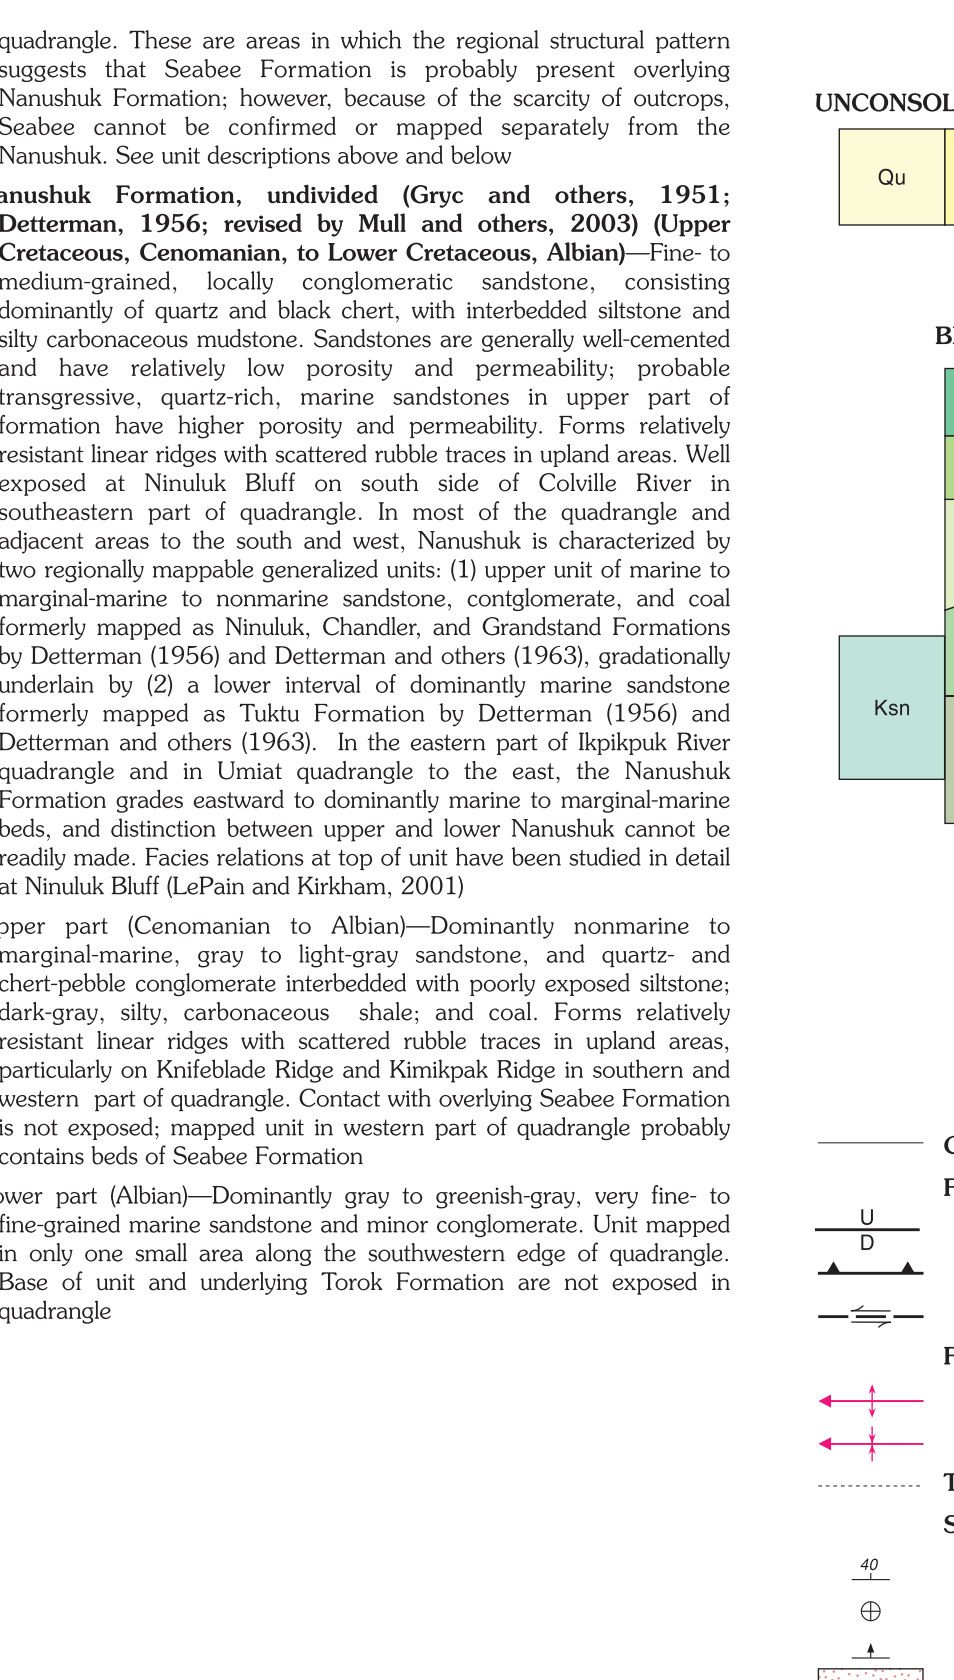 quadrangle. These are areas in which the regional structural pattern
suggests that Seabee Formation is probably present overlying
Nanushuk Formation; however, because of the scarcity of outcrops,
Seabee cannot be confirmed or mapped separately from the
Nanushuk. See unit descriptions above and below
anushuk Formation, undivided (Gryc and others, 1951;
Detterman, 1956; revised by Mull and others, 2003) (Upper
Cretaceous, Cenomanian, to Lower Cretaceous, Albian)—Fine- to
medium-grained, locally conglomeratic sandstone, consisting
dominantly of quartz and black chert, with interbedded siltstone and
silty carbonaceous mudstone. Sandstones are generally well-cemented
and have relatively low porosity and permeability; probable
transgressive, quartz-rich, marine sandstones in upper part of
formation have higher porosity and permeability. Forms relatively
resistant linear ridges with scattered rubble traces in upland areas. Well
exposed at Ninuluk Bluff on south side of Colville River in
southeastern part of quadrangle. In most of the quadrangle and
adjacent areas to the south and west, Nanushuk is characterized by
two regionally mappable generalized units: (1) upper unit of marine to
marginal-marine to nonmarine sandstone, contglomerate, and coal
formerly mapped as Ninuluk, Chandler, and Grandstand Formations
by Detterman (1956) and Detterman and others (1963), gradationally
underlain by (2) a lower interval of dominantly marine sandstone
formerly mapped as Tuktu Formation by Detterman (1956) and
Detterman and others (1963). In the eastern part of Ikpikpuk River
quadrangle and in Umiat quadrangle to the east, the Nanushuk
Formation grades eastward to dominantly marine to marginal-marine
beds, and distinction between upper and lower Nanushuk cannot be
readily made. Facies relations at top of unit have been studied in detail
at Ninuluk Bluff (LePain and Kirkham, 2001)
pper part (Cenomanian to Albian)—Dominantly nonmarine to
marginal-marine, gray to light-gray sandstone, and quartz- and
chert-pebble conglomerate interbedded with poorly exposed siltstone;
dark-gray, silty, carbonaceous shale; and coal. Forms relatively
resistant linear ridges with scattered rubble traces in upland areas,
particularly on Knifeblade Ridge and Kimikpak Ridge in southern and
western part of quadrangle. Contact with overlying Seabee Formation
is not exposed; mapped unit in western part of quadrangle probably
contains beds of Seabee Formation
ower part (Albian)—Dominantly gray to greenish-gray, very fine- to
fine-grained marine sandstone and minor conglomerate. Unit mapped
in only one small area along the southwestern edge of quadrangle.
Base of unit and underlying Torok Formation are not exposed in
quadrangle
UNCONSOL
Qu
B
Ksn
C
F
U
D
F
T
S
40